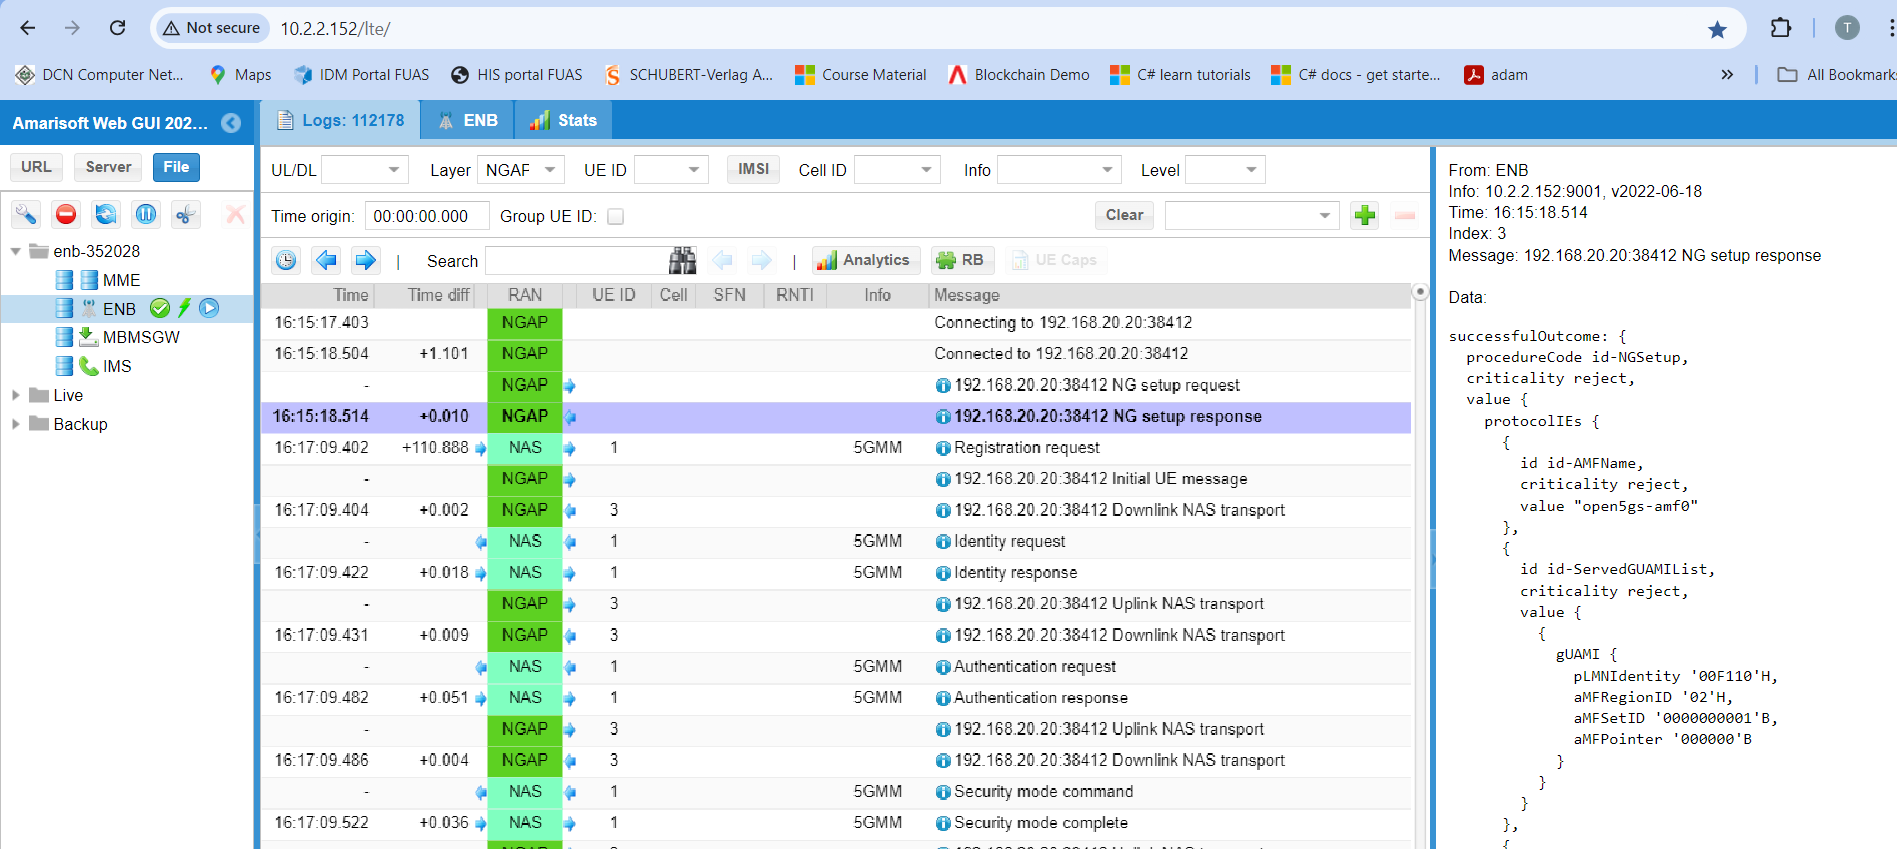 Not secure 10.2.2.152/lte/ T
DCN Computer Net... Maps IDM Portal FUAS HIS portal FUAS SCHUBERT-Verlag A... Course Material Blockchain Demo C# learn tutorials C# docs - get starte... adam » All Bookmarks
Amarisoft Web GUI 202...
URL Server File
enb-352028
MME
ENB
MBMSGW
IMS
Live
Backup
Logs: 112178 ENB Stats
UL/DL Layer NGAF UE ID IMSI Cell ID Info Level
Time origin: 00:00:00.000 Group UE ID: Clear
Search Analytics RB UE Caps
Time Time diff RAN UE ID Cell SFN RNTI Info Message
16:15:17.403 NGAP Connecting to 192.168.20.20:38412
16:15:18.504 +1.101 NGAP Connected to 192.168.20.20:38412
- NGAP 192.168.20.20:38412 NG setup request
16:15:18.514 +0.010 NGAP 192.168.20.20:38412 NG setup response
16:17:09.402 +110.888 NAS 1 5GMM Registration request
- NGAP 192.168.20.20:38412 Initial UE message
16:17:09.404 +0.002 NGAP 3 192.168.20.20:38412 Downlink NAS transport
- NAS 1 5GMM Identity request
16:17:09.422 +0.018 NAS 1 5GMM Identity response
- NGAP 3 192.168.20.20:38412 Uplink NAS transport
16:17:09.431 +0.009 NGAP 3 192.168.20.20:38412 Downlink NAS transport
- NAS 1 5GMM Authentication request
16:17:09.482 +0.051 NAS 1 5GMM Authentication response
- NGAP 3 192.168.20.20:38412 Uplink NAS transport
16:17:09.486 +0.004 NGAP 3 192.168.20.20:38412 Downlink NAS transport
- NAS 1 5GMM Security mode command
16:17:09.522 +0.036 NAS 1 5GMM Security mode complete
From: ENB
Info: 10.2.2.152:9001, v2022-06-18
Time: 16:15:18.514
Index: 3
Message: 192.168.20.20:38412 NG setup response
Data:
successfulOutcome: {
procedureCode id-NGSetup,
criticality reject,
value {
protocolIEs {
{
id id-AMFName,
criticality reject,
value "open5gs-amf0"
},
{
id id-ServedGUAMIList,
criticality reject,
value {
{
gUAMI {
pLMNIdentity '00F110'H,
aMFRegionID '02'H,
aMFSetID '0000000001'B,
aMFPointer '000000'B
}
}
}
},
{